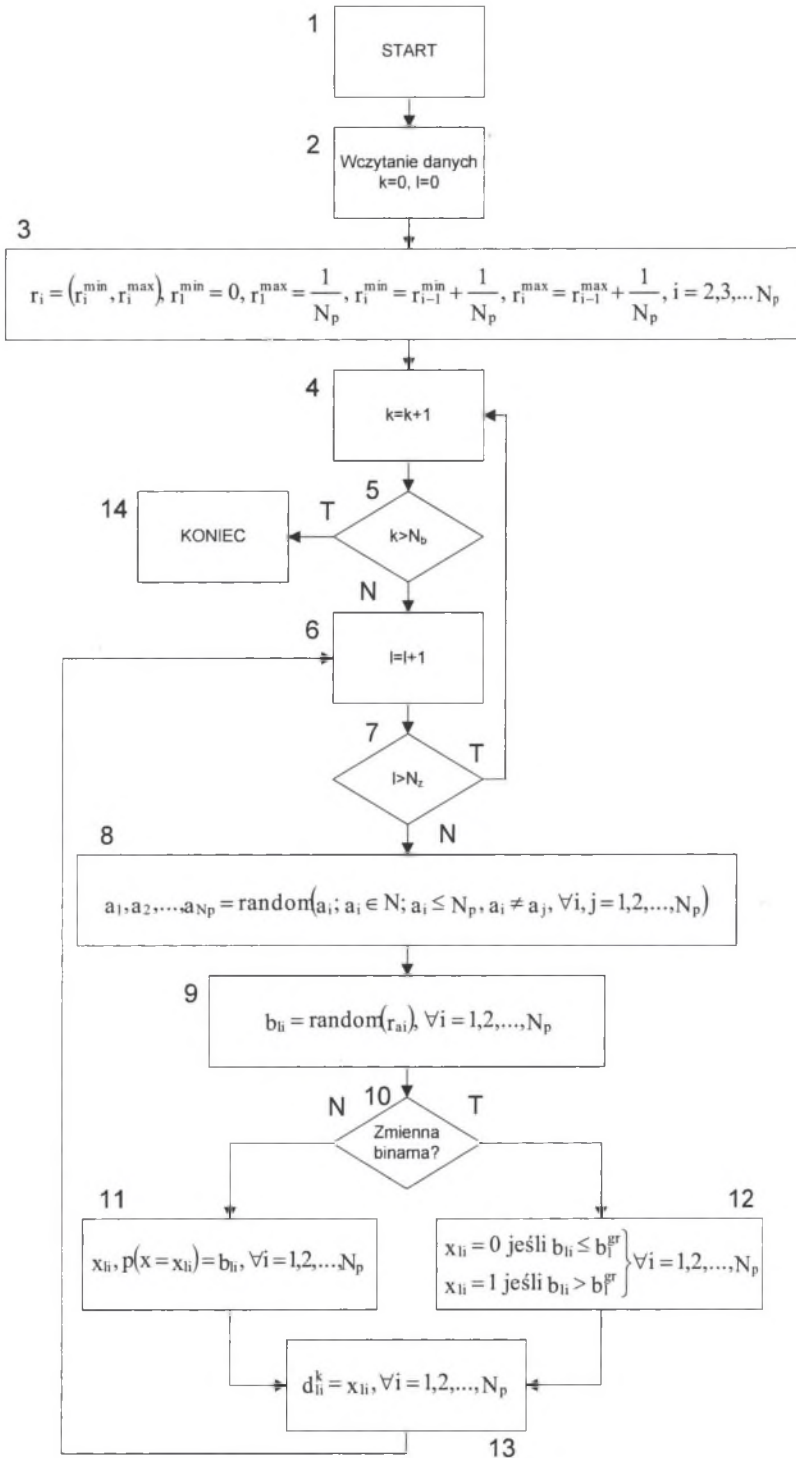 1
START
2
Wczytanie danych
k=0, l=0
3
r_i = (r_i^min, r_i^max), r_1^min = 0, r_1^max = 1/N_p, r_i^min = r_{i-1}^min + 1/N_p, r_i^max = r_{i-1}^max + 1/N_p, i = 2,3,... N_p
4
k=k+1
5
14
T
KONIEC
k>N_b
N
6
l=l+1
7
T
l>N_z
N
8
a_1, a_2,...,a_Np = random(a_i; a_i ∈ N; a_i ≤ N_p, a_i ≠ a_j, ∀i, j = 1,2,...,N_p)
9
b_li = random(r_ai), ∀i = 1,2,...,N_p
10
N
T
Zmienna
binarna?
11
12
x_li, p(x = x_li) = b_li, ∀i = 1,2,...,N_p
x_li = 0 jeśli b_li ≤ b_l^gr
x_li = 1 jeśli b_li > b_l^gr } ∀i = 1,2,...,N_p
d_li^k = x_li, ∀i = 1,2,...,N_p
13